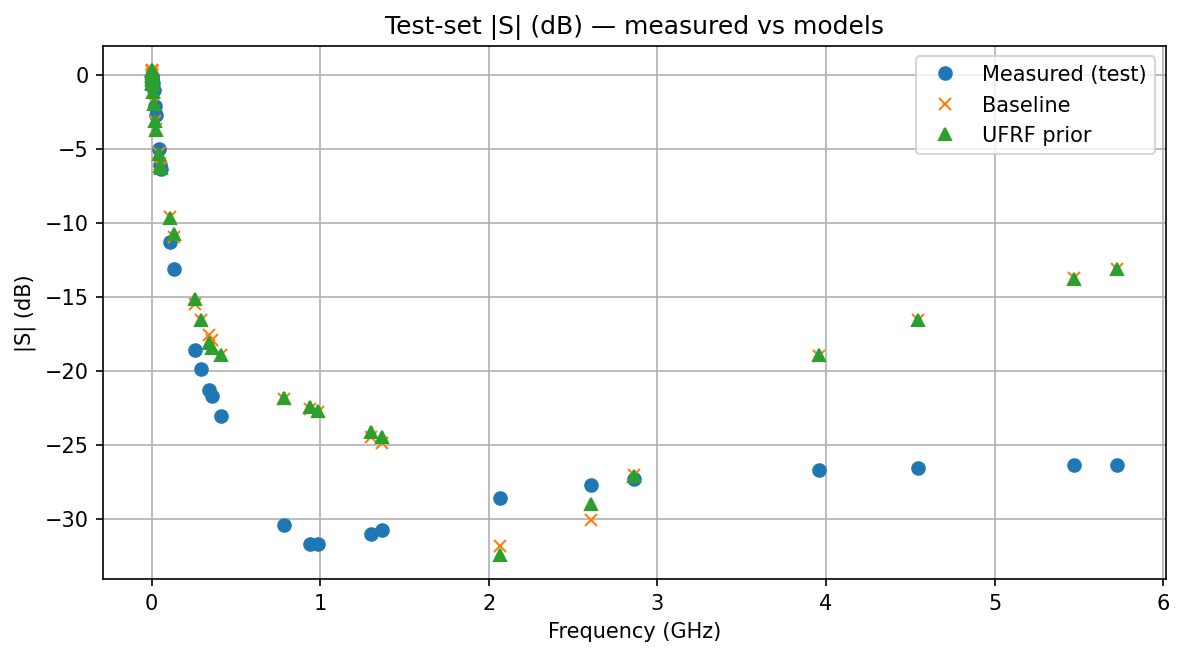 Test-set |S| (dB) — measured vs models
Measured (test)
Baseline
UFRF prior
|S| (dB)
0
−5
−10
−15
−20
−25
−30
0 1 2 3 4 5 6
Frequency (GHz)